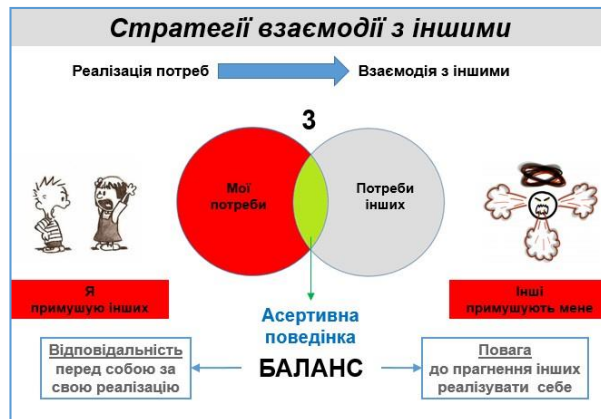 Стратегії взаємодії з іншими
Реалізація потреб
Взаємодія з іншими
3
Мої
потреби
Потреби
інших
Я
примушую інших
Інші
примушують мене
Асертивна
поведінка
БАЛАНС
Відповідальність
перед собою за
свою реалізацію
Повага
до прагнення інших
реалізувати себе